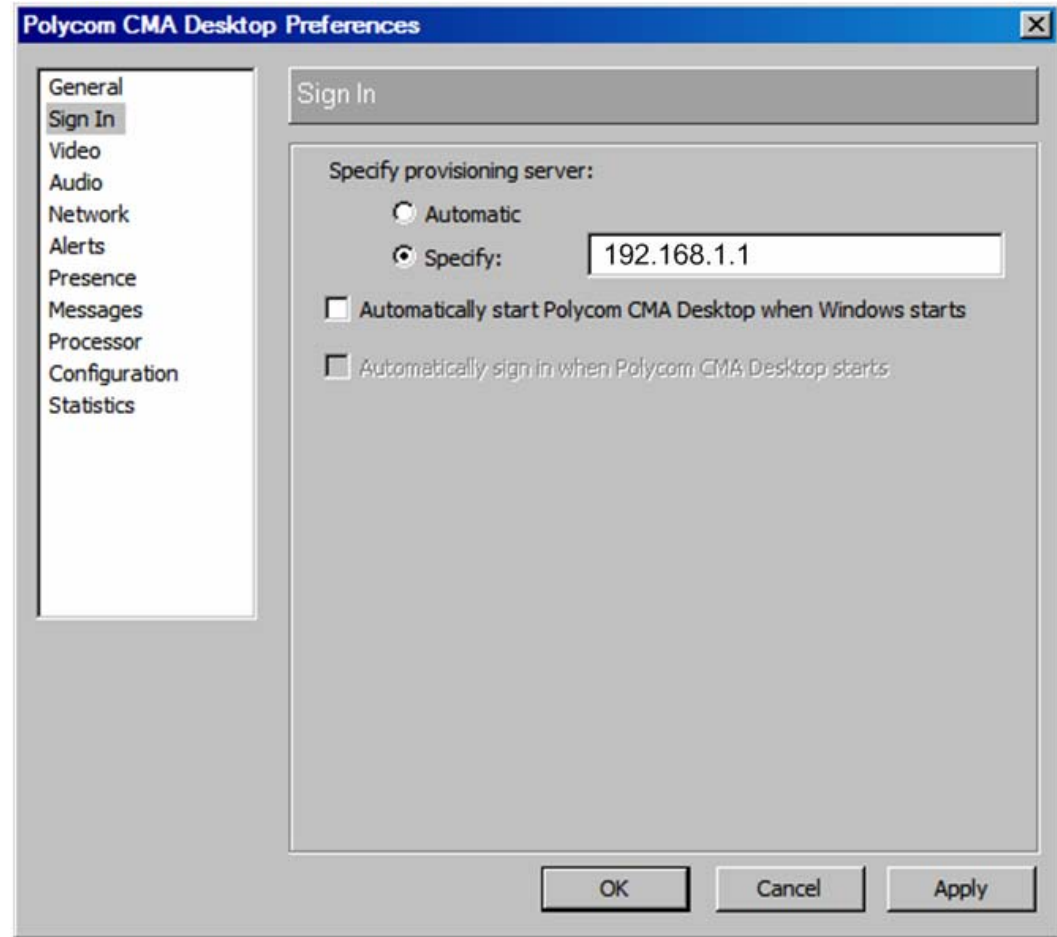 Polycom CMA Desktop Preferences
General
Sign In
Video
Audio
Network
Alerts
Presence
Messages
Processor
Configuration
Statistics
Sign In
Specify provisioning server:
Automatic
Specify: 192.168.1.1
Automatically start Polycom CMA Desktop when Windows starts
Automatically sign in when Polycom CMA Desktop starts
OK Cancel Apply